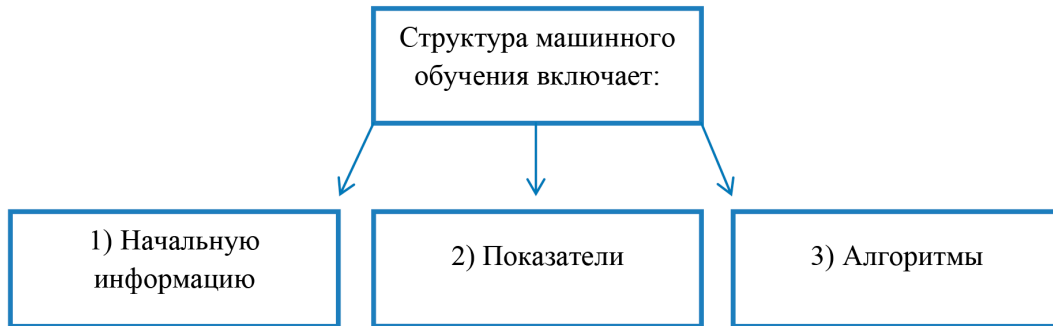 Структура машинного
обучения включает:
1) Начальную
информацию
2) Показатели
3) Алгоритмы